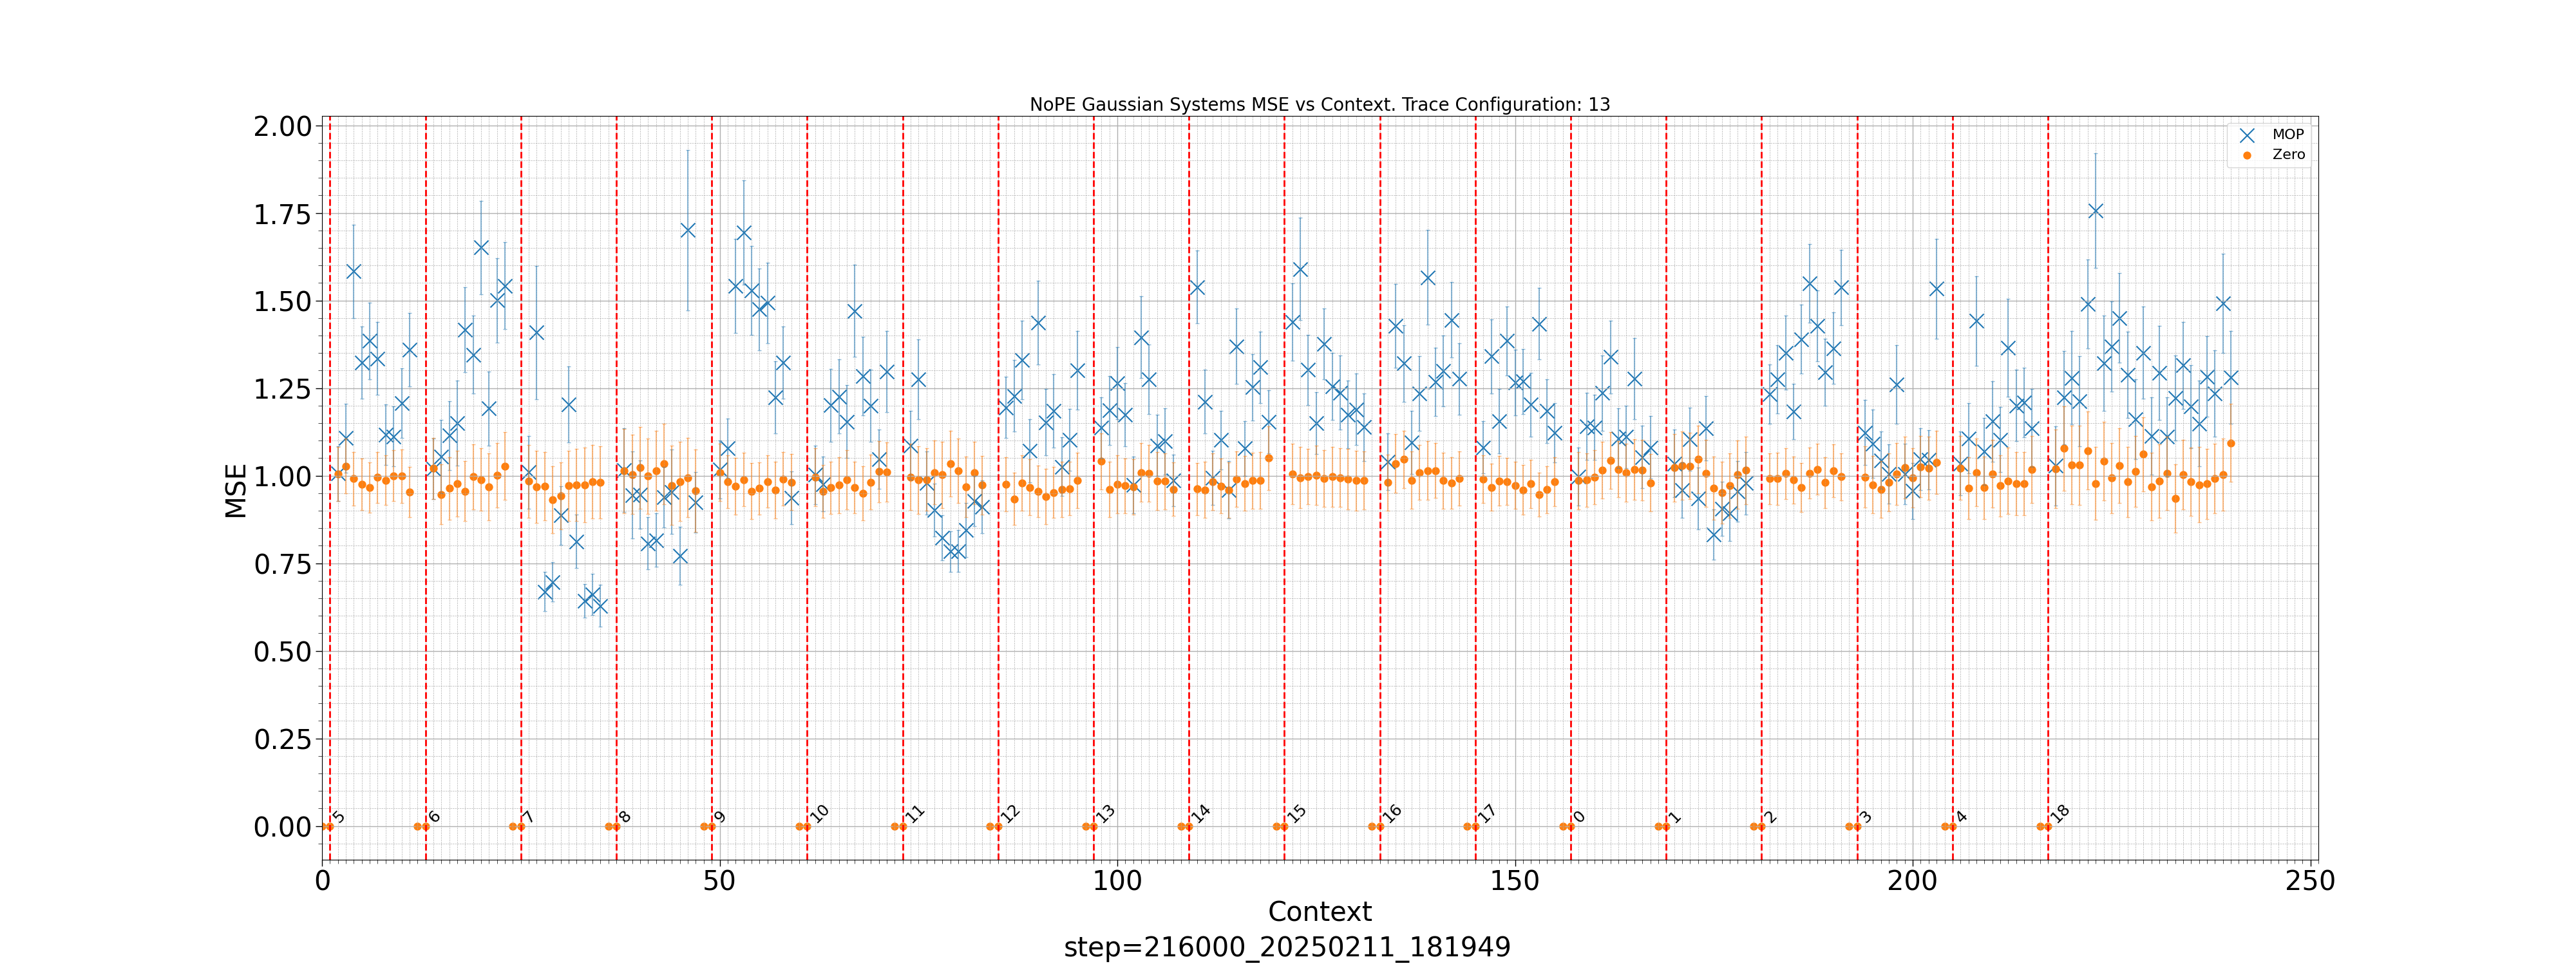 NoPE Gaussian Systems MSE vs Context. Trace Configuration: 13
MOP
Zero
2.00
1.75
1.50
1.25
1.00
0.75
0.50
0.25
0.00
MSE
5 6 7 8 9 10 11 12 13 14 15 16 17 0 1 2 3 4 18
0 50 100 150 200 250
Context
step=216000_20250211_181949